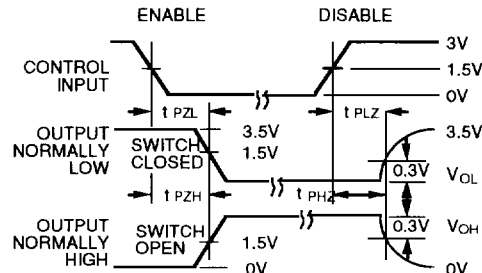 ENABLE DISABLE
3V
CONTROL INPUT 1.5V
0V
t PZL t PLZ
OUTPUT NORMALLY LOW
SWITCH CLOSED
3.5V
1.5V
3.5V
0.3V
VOL
t PZH t PHZ
OUTPUT NORMALLY HIGH
SWITCH OPEN
1.5V
0V
0.3V
VOH
0V